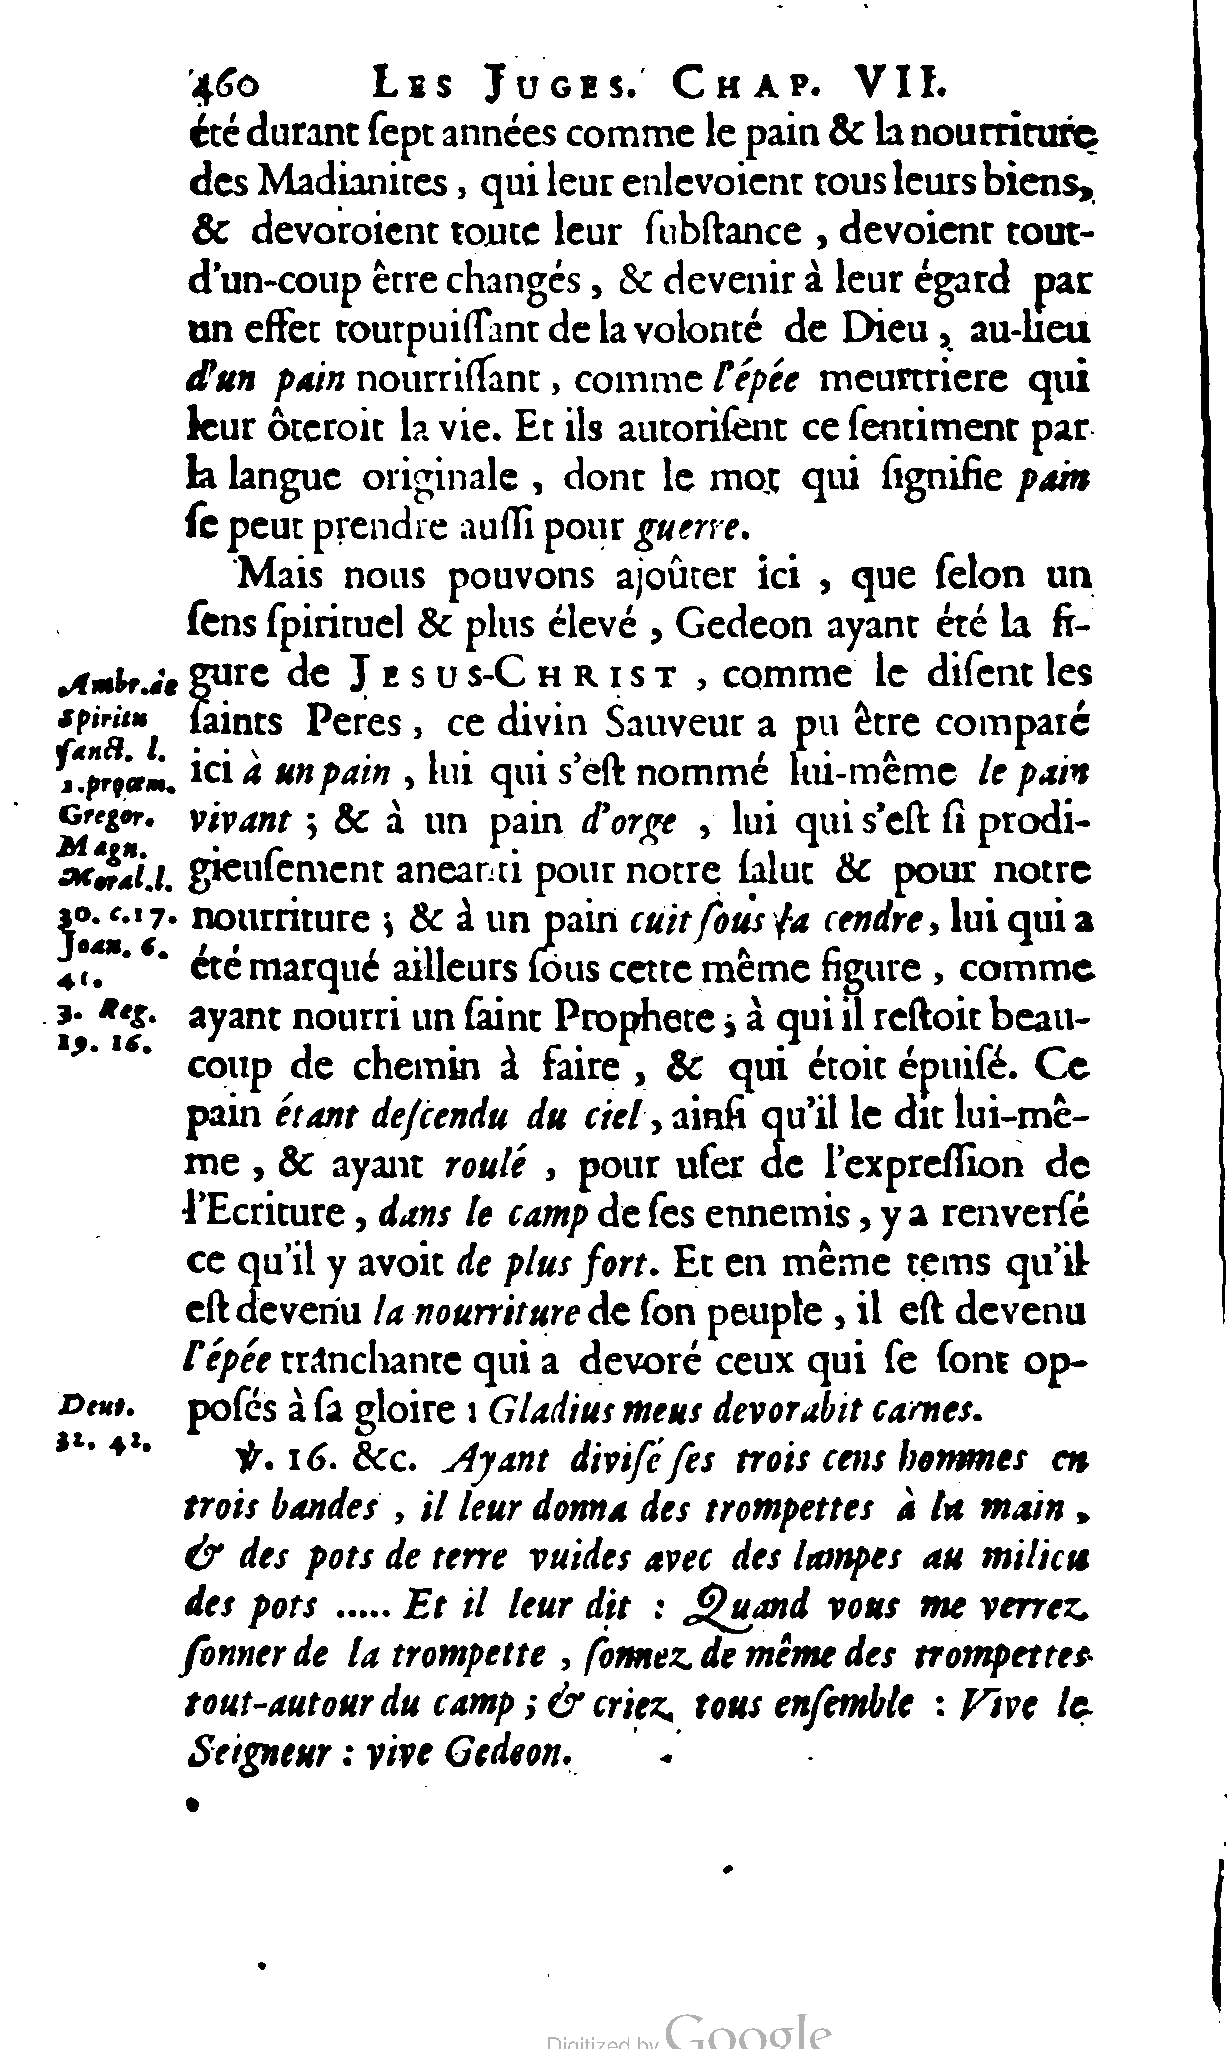 460 LES JUGES. CHAP. VII.
été durant ſept années comme le pain & la nourriture
des Madianites, qui leur enlevoient tous leurs biens,
& devoroient toute leur ſubſtance, devoient tout-
d'un-coup être changés, & devenir à leur égard par
un effet toutpuiſſant de la volonté de Dieu, au-lieu
d'un pain nourriſſant, comme l'épée meurtriere qui
leur ôteroit la vie. Et ils autoriſent ce ſentiment par
la langue originale, dont le mot qui ſignifie pain
ſe peut prendre auſſi pour guerre.
Mais nous pouvons ajoûter ici, que ſelon un
ſens ſpirituel & plus élevé, Gedeon ayant été la fi-
gure de JESUS-CHRIST, comme le diſent les
ſaints Peres, ce divin Sauveur a pu être comparé
ici à un pain, lui qui s'eſt nommé lui-même le pain
vivant ; & à un pain d'orge, lui qui s'eſt ſi prodi-
gieuſement aneanti pour notre ſalut & pour notre
nourriture ; & à un pain cuit ſous la cendre, lui qui a
été marqué ailleurs ſous cette même figure, comme
ayant nourri un ſaint Prophete ; à qui il reſtoit beau-
coup de chemin à faire, & qui étoit épuiſé. Ce
pain étant deſcendu du ciel, ainſi qu'il le dit lui-mê-
me, & ayant roulé, pour uſer de l'expreſſion de
l'Ecriture, dans le camp de ſes ennemis, y a renverſé
ce qu'il y avoit de plus fort. Et en même tems qu'il
eſt devenu la nourriture de ſon peuple, il eſt devenu
l'épée tranchante qui a devoré ceux qui ſe ſont op-
poſés à ſa gloire : Gladius meus devorabit carnes.
℣. 16. &c. Ayant diviſé ſes trois cens hommes en
trois bandes, il leur donna des trompettes à la main,
& des pots de terre vuides avec des lampes au milieu
des pots ..... Et il leur dit : Quand vous me verrez
ſonner de la trompette, ſonnez de même des trompettes
tout-autour du camp ; & criez tous enſemble : Vive le
Seigneur : vive Gedeon.
Ambr. de
ſpiritu
ſanct. l.
1. proœm.
Gregor.
Magn.
Moral. l.
30. c. 17.
Joan. 6.
41.
3. Reg.
19. 16.
Deut.
32. 42.
Digitized by Google